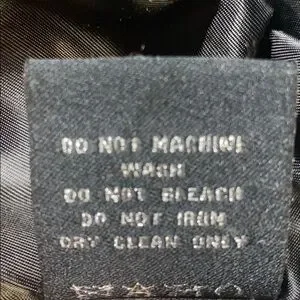 DO NOT MACHINE
WASH
DO NOT BLEACH
DO NOT IRON
DRY CLEAN ONLY